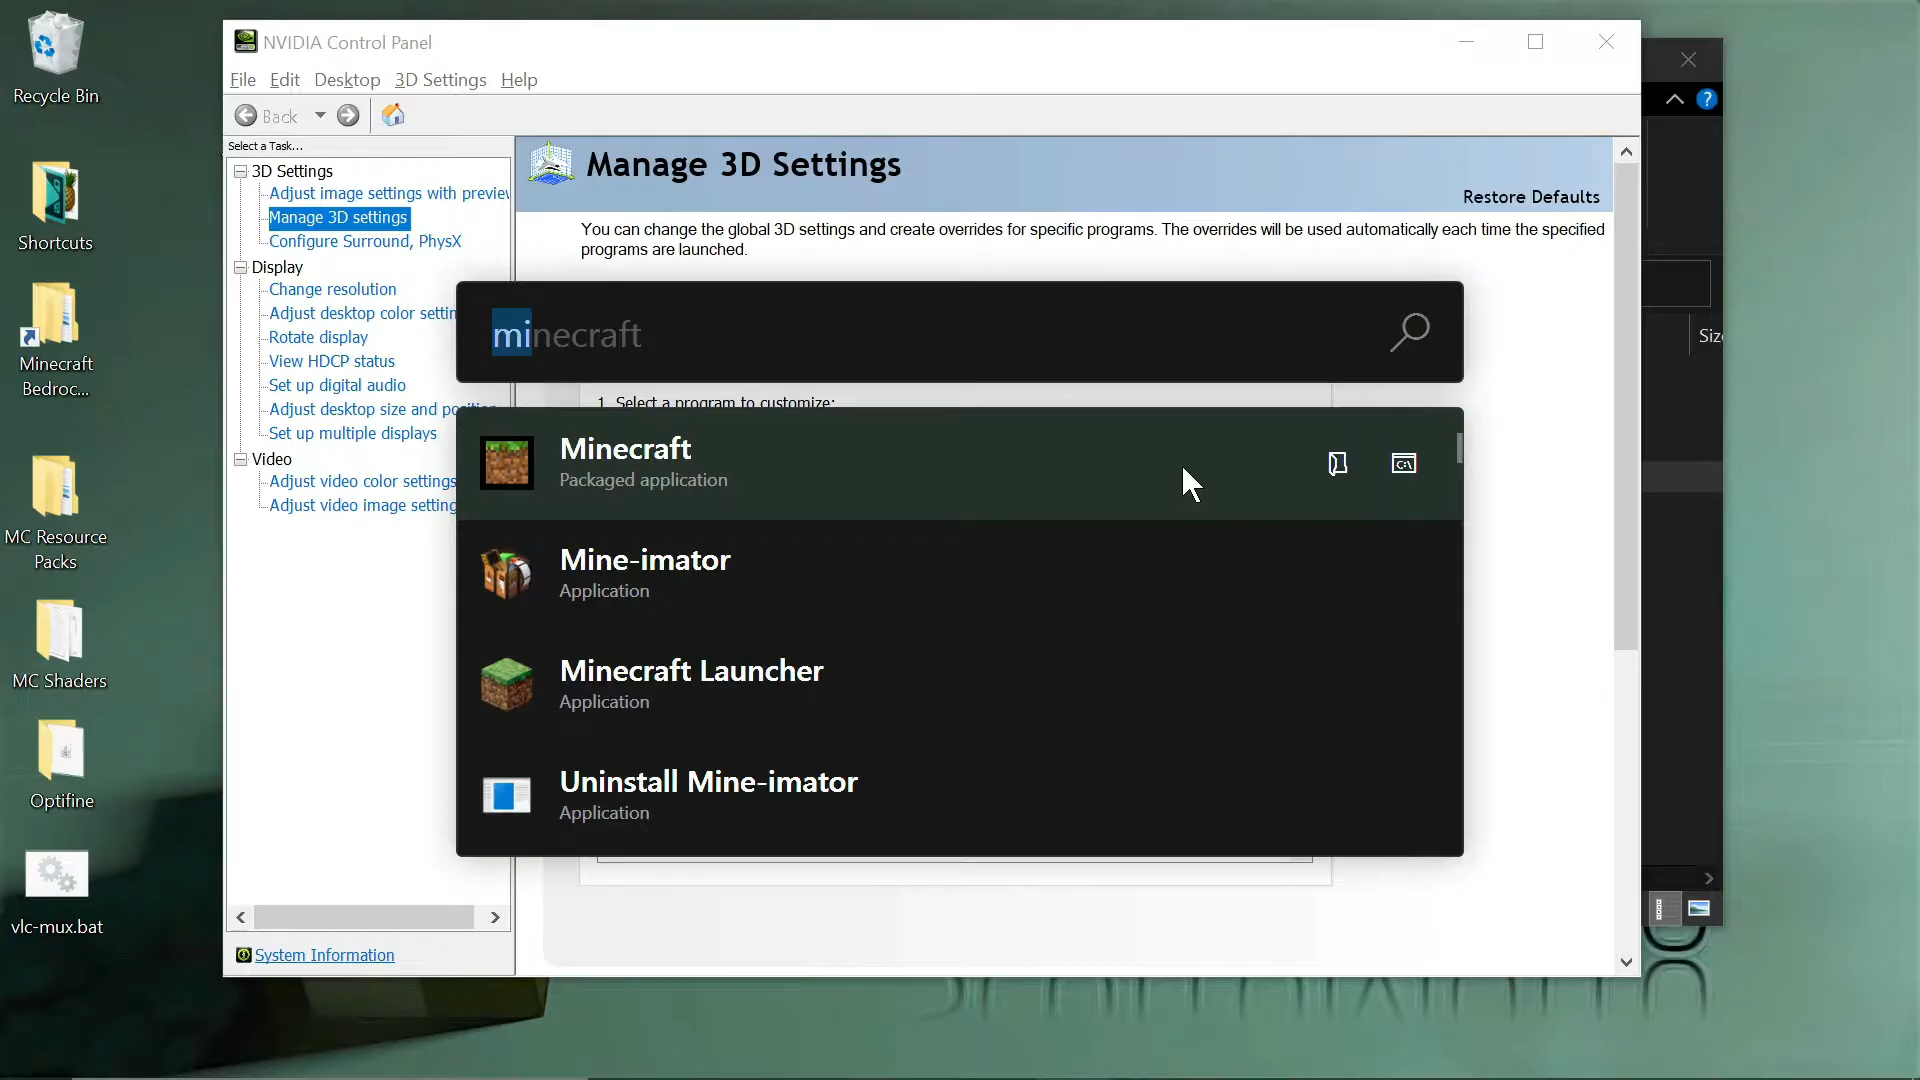 Recycle Bin
Shortcuts
Minecraft
Bedroc...
MC Resource
Packs
MC Shaders
Optifine
vlc-mux.bat
NVIDIA Control Panel
File Edit Desktop 3D Settings Help
Back
Select a Task...
3D Settings
Adjust image settings with preview
Manage 3D settings
Configure Surround, PhysX
Display
Change resolution
Adjust desktop color settin
Rotate display
View HDCP status
Set up digital audio
Adjust desktop size and position
Set up multiple displays
Video
Adjust video color settings
Adjust video image setting
System Information
Manage 3D Settings
Restore Defaults
You can change the global 3D settings and create overrides for specific programs. The overrides will be used automatically each time the specified
programs are launched.
minecraft
1. Select a program to customize:
Minecraft
Packaged application
C:\
Mine-imator
Application
Minecraft Launcher
Application
Uninstall Mine-imator
Application
?
Size